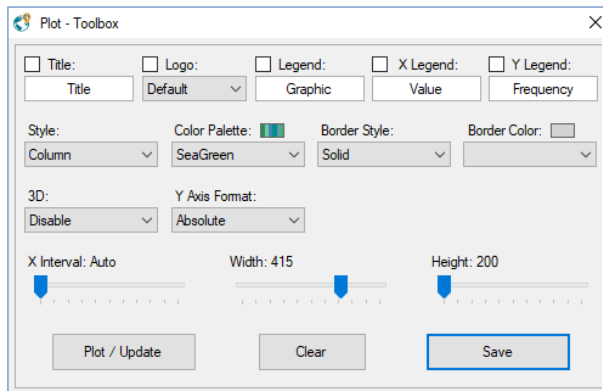 Plot - Toolbox
Title: Logo: Legend: X Legend: Y Legend:
Title Default Graphic Value Frequency
Style: Color Palette: Border Style: Border Color:
Column SeaGreen Solid
3D: Y Axis Format:
Disable Absolute
X Interval: Auto Width: 415 Height: 200
Plot / Update Clear Save